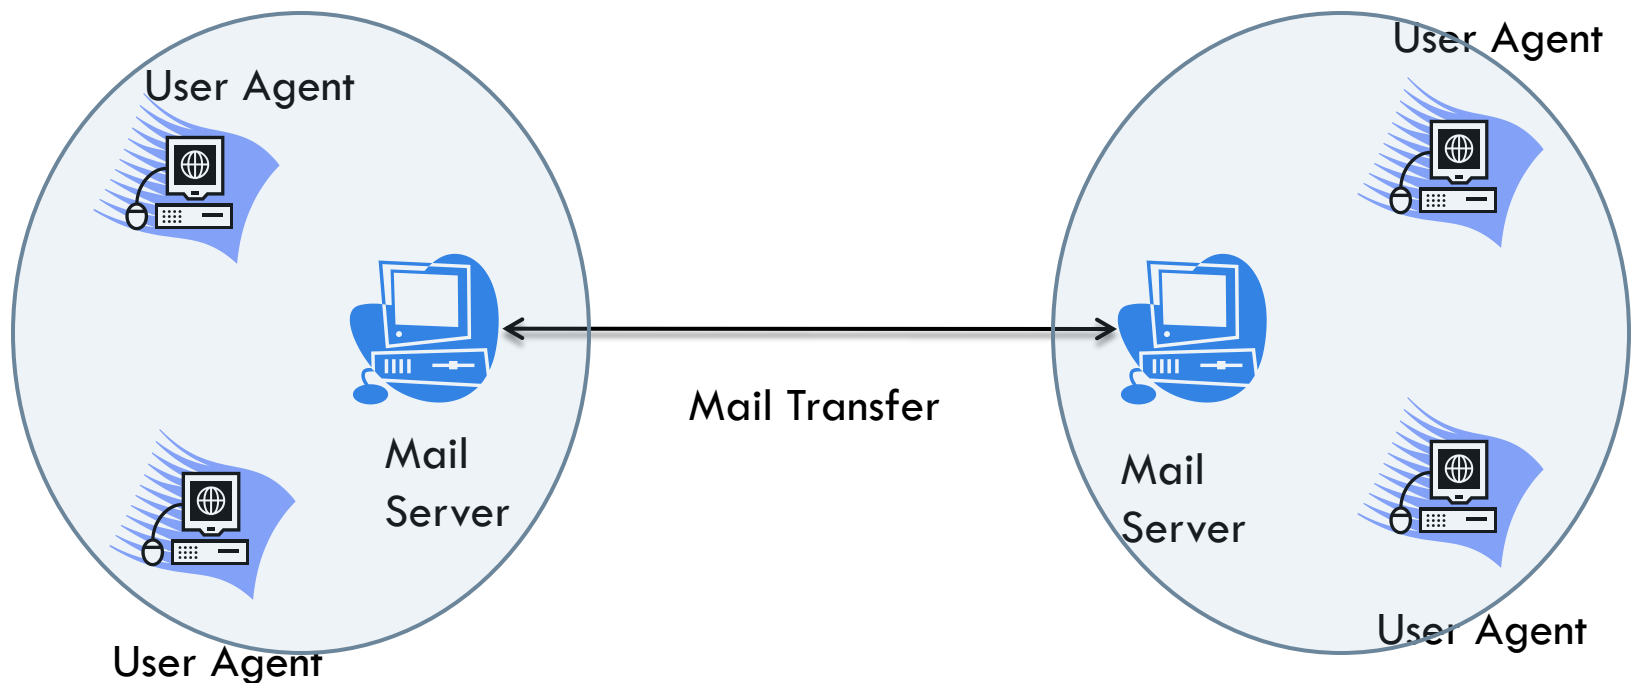 User Agent
User Agent
Mail Transfer
Mail
Server
Mail
Server
User Agent
User Agent